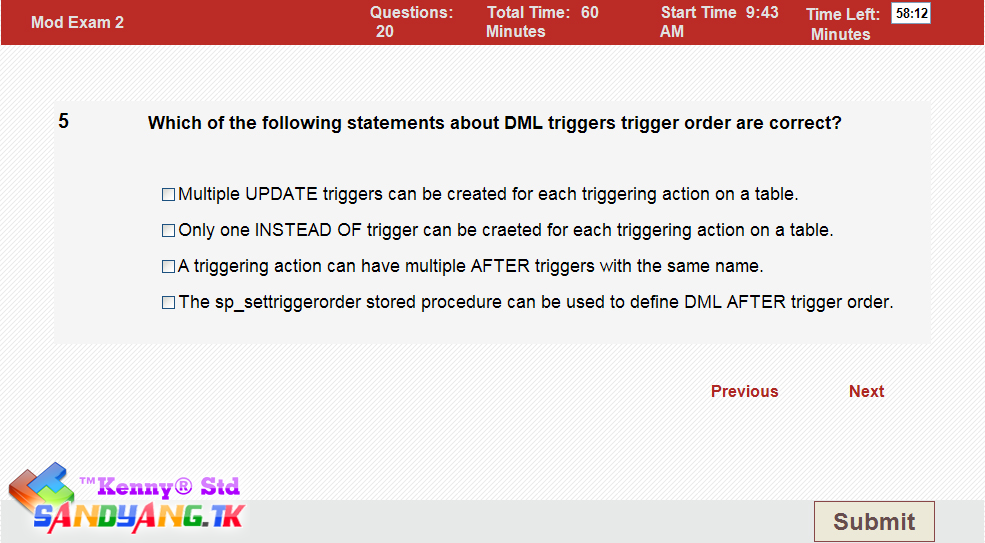 Mod Exam 2
Questions:
20
Total Time: 60
Minutes
Start Time 9:43
AM
Time Left: 58:12
Minutes
5 Which of the following statements about DML triggers trigger order are correct?
Multiple UPDATE triggers can be created for each triggering action on a table.
Only one INSTEAD OF trigger can be craeted for each triggering action on a table.
A triggering action can have multiple AFTER triggers with the same name.
The sp_settriggerorder stored procedure can be used to define DML AFTER trigger order.
Previous Next
™Kenny® Std
SANDYANG.TK
Submit